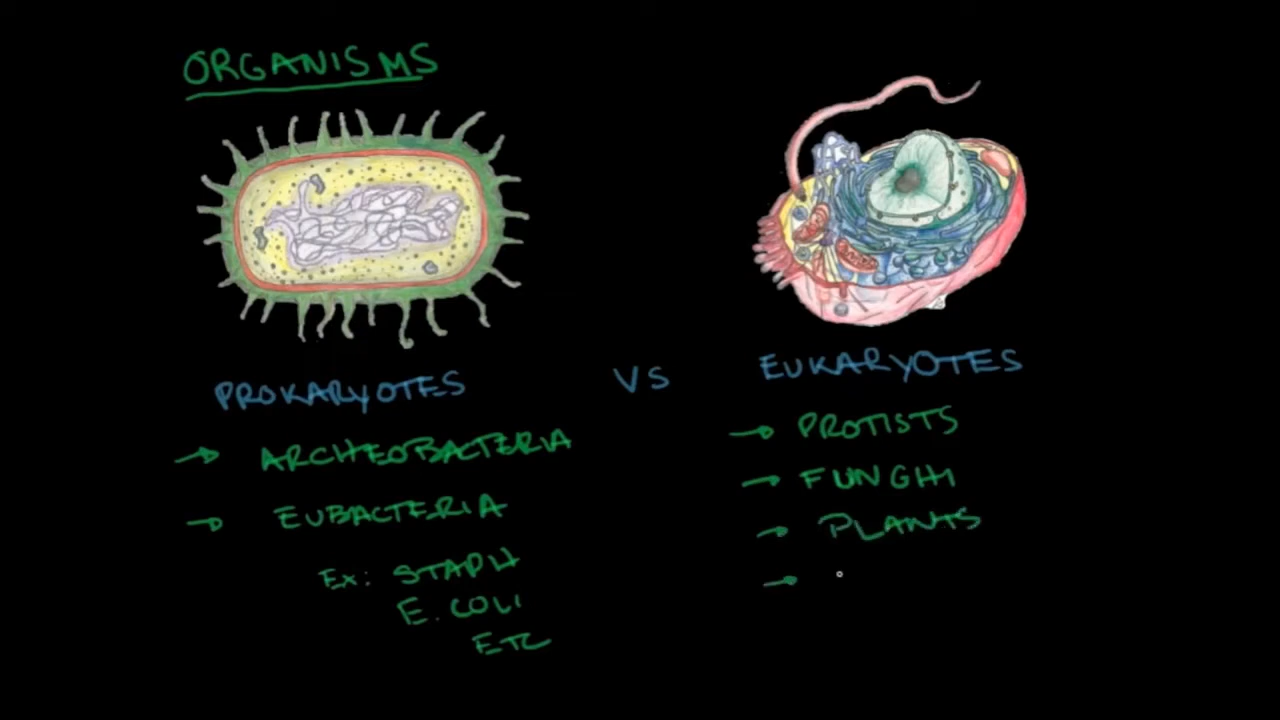 ORGANISMS
PROKARYOTES VS EUKARYOTES
→ ARCHEOBACTERIA
→ EUBACTERIA
Ex: STAPH
E. COLI
ETC
→ PROTISTS
→ FUNGHI
→ PLANTS
→